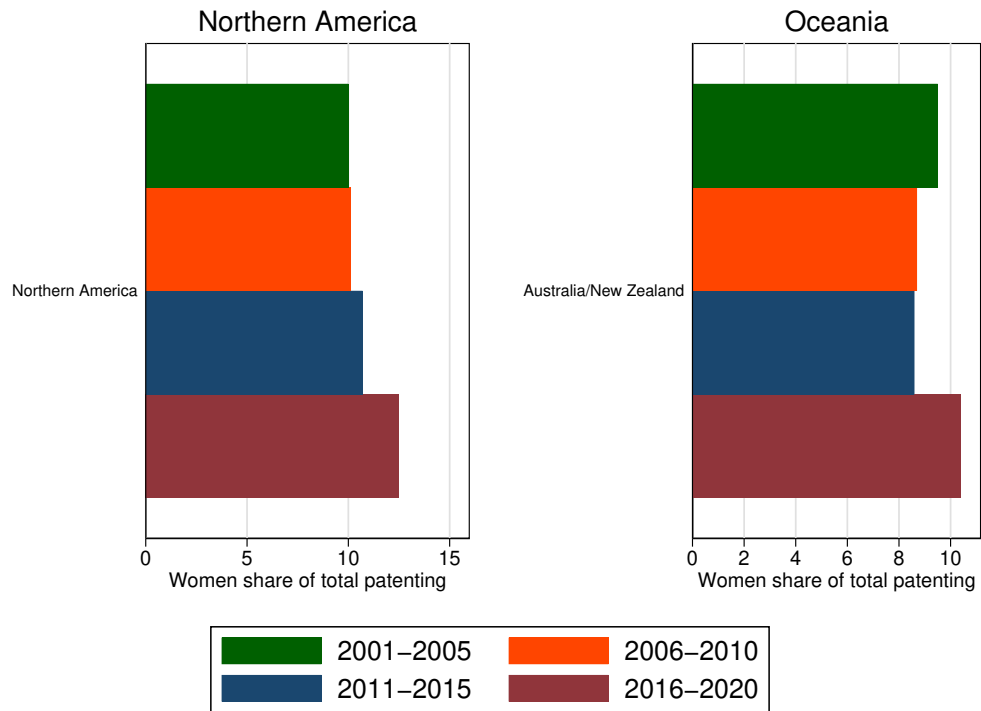 Northern America
Oceania
Northern America
Australia/New Zealand
0 5 10 15
0 2 4 6 8 10
Women share of total patenting
Women share of total patenting
2001−2005
2006−2010
2011−2015
2016−2020